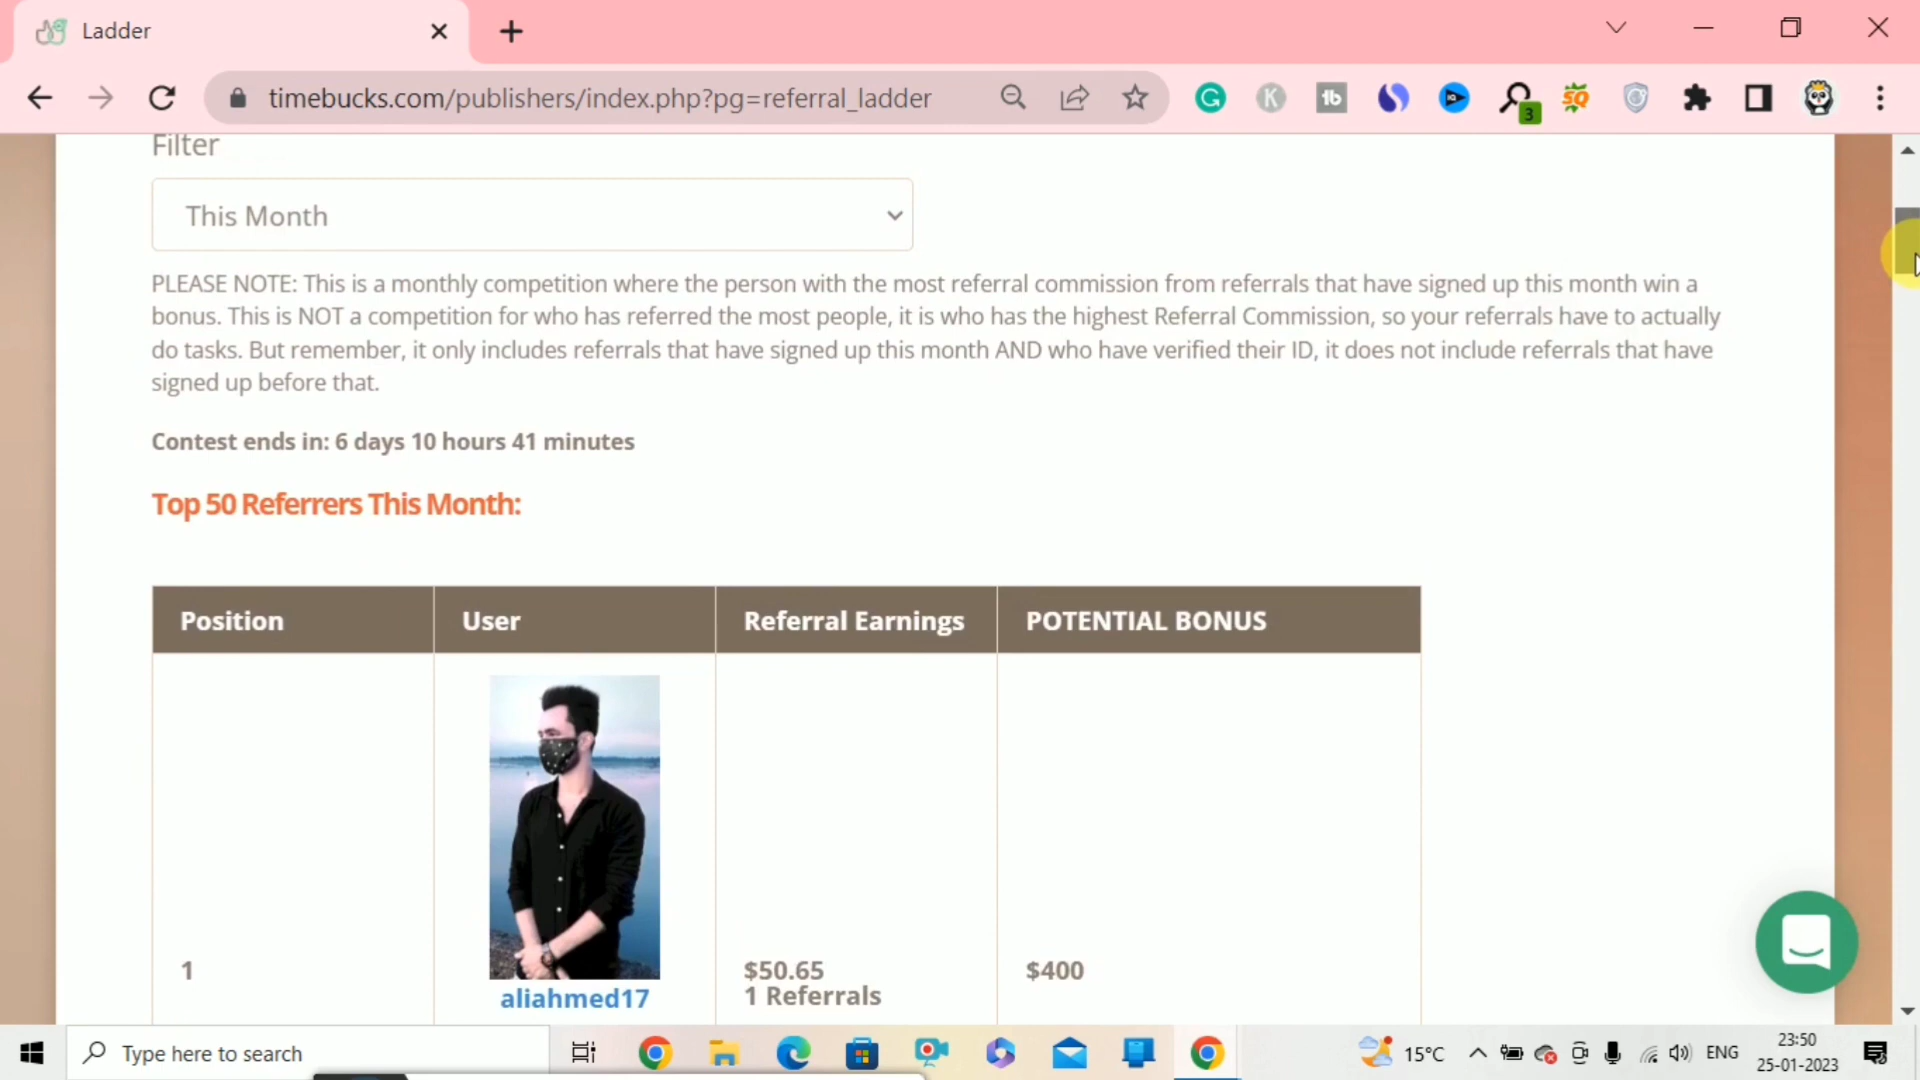 Ladder
timebucks.com/publishers/index.php?pg=referral_ladder
3
Filter
This Month
PLEASE NOTE: This is a monthly competition where the person with the most referral commission from referrals that have signed up this month win a
bonus. This is NOT a competition for who has referred the most people, it is who has the highest Referral Commission, so your referrals have to actually
do tasks. But remember, it only includes referrals that have signed up this month AND who have verified their ID, it does not include referrals that have
signed up before that.
Contest ends in: 6 days 10 hours 41 minutes
Top 50 Referrers This Month:
Position User Referral Earnings POTENTIAL BONUS
1 $50.65 $400
aliahmed17 1 Referrals
Type here to search
15°C ENG 23:50
25-01-2023